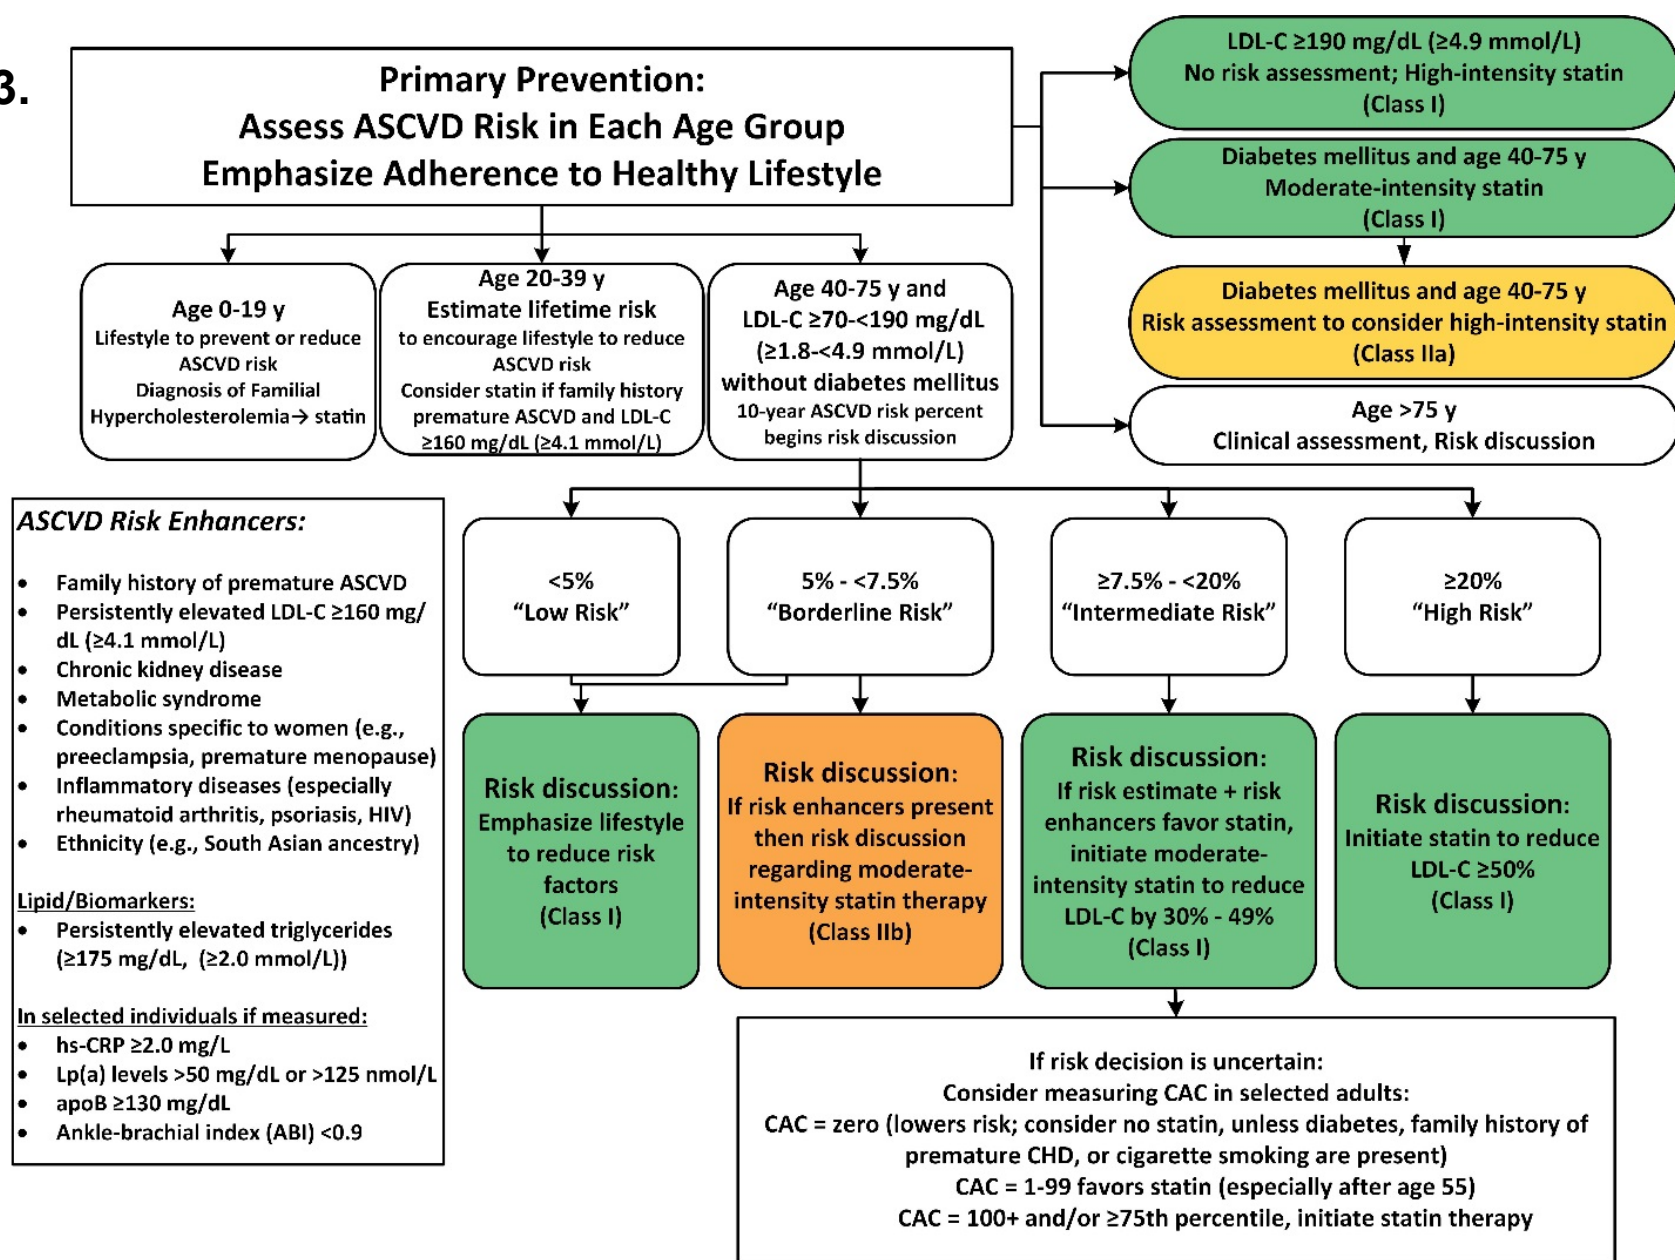 3.
Primary Prevention:
Assess ASCVD Risk in Each Age Group
Emphasize Adherence to Healthy Lifestyle
LDL-C ≥190 mg/dL (≥4.9 mmol/L)
No risk assessment; High-intensity statin
(Class I)
Diabetes mellitus and age 40-75 y
Moderate-intensity statin
(Class I)
Diabetes mellitus and age 40-75 y
Risk assessment to consider high-intensity statin
(Class IIa)
Age >75 y
Clinical assessment, Risk discussion
Age 0-19 y
Lifestyle to prevent or reduce
ASCVD risk
Diagnosis of Familial
Hypercholesterolemia→ statin
Age 20-39 y
Estimate lifetime risk
to encourage lifestyle to reduce
ASCVD risk
Consider statin if family history
premature ASCVD and LDL-C
≥160 mg/dL (≥4.1 mmol/L)
Age 40-75 y and
LDL-C ≥70-<190 mg/dL
(≥1.8-<4.9 mmol/L)
without diabetes mellitus
10-year ASCVD risk percent
begins risk discussion
ASCVD Risk Enhancers:
• Family history of premature ASCVD
• Persistently elevated LDL-C ≥160 mg/
dL (≥4.1 mmol/L)
• Chronic kidney disease
• Metabolic syndrome
• Conditions specific to women (e.g.,
preeclampsia, premature menopause)
• Inflammatory diseases (especially
rheumatoid arthritis, psoriasis, HIV)
• Ethnicity (e.g., South Asian ancestry)
Lipid/Biomarkers:
• Persistently elevated triglycerides
(≥175 mg/dL, (≥2.0 mmol/L))
In selected individuals if measured:
• hs-CRP ≥2.0 mg/L
• Lp(a) levels >50 mg/dL or >125 nmol/L
• apoB ≥130 mg/dL
• Ankle-brachial index (ABI) <0.9
<5%
"Low Risk"
5% - <7.5%
"Borderline Risk"
≥7.5% - <20%
"Intermediate Risk"
≥20%
"High Risk"
Risk discussion:
Emphasize lifestyle
to reduce risk
factors
(Class I)
Risk discussion:
If risk enhancers present
then risk discussion
regarding moderate-
intensity statin therapy
(Class IIb)
Risk discussion:
If risk estimate + risk
enhancers favor statin,
initiate moderate-
intensity statin to reduce
LDL-C by 30% - 49%
(Class I)
Risk discussion:
Initiate statin to reduce
LDL-C ≥50%
(Class I)
If risk decision is uncertain:
Consider measuring CAC in selected adults:
CAC = zero (lowers risk; consider no statin, unless diabetes, family history of
premature CHD, or cigarette smoking are present)
CAC = 1-99 favors statin (especially after age 55)
CAC = 100+ and/or ≥75th percentile, initiate statin therapy